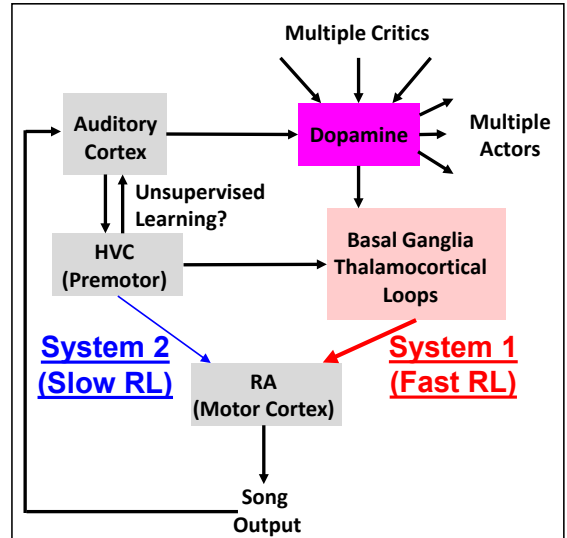 Multiple Critics
Auditory
Cortex
Dopamine
Multiple
Actors
Unsupervised
Learning?
HVC
(Premotor)
Basal Ganglia
Thalamocortical
Loops
System 2
(Slow RL)
System 1
(Fast RL)
RA
(Motor Cortex)
Song
Output